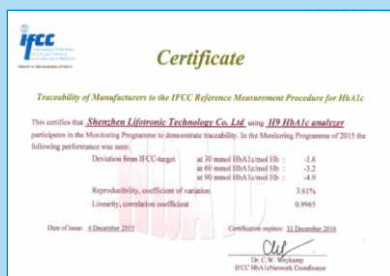 ifcc
Certificate
Traceability of Manufacturers to the IFCC Reference Measurement Procedure for HbA1c
This certifies that Shenzhen Lifotronic Technology Co. Ltd using H9 HbA1c analyzer
participates in the Monitoring Programme to demonstrate traceability. In the Monitoring Programme of 2015 the
following performance was seen:
Deviation from IFCC-target at 30 mmol HbA1c/mol Hb : -1.6
at 60 mmol HbA1c/mol Hb : -3.2
at 90 mmol HbA1c/mol Hb : -4.9
Reproducibility, coefficient of variation 3.61%
Linearity, correlation coefficient 0.9965
Date of issue: 4 December 2015 Certification expires: 31 December 2016
Dr. C.W. Weykamp
IFCC HbA1cNetwork Coordinator